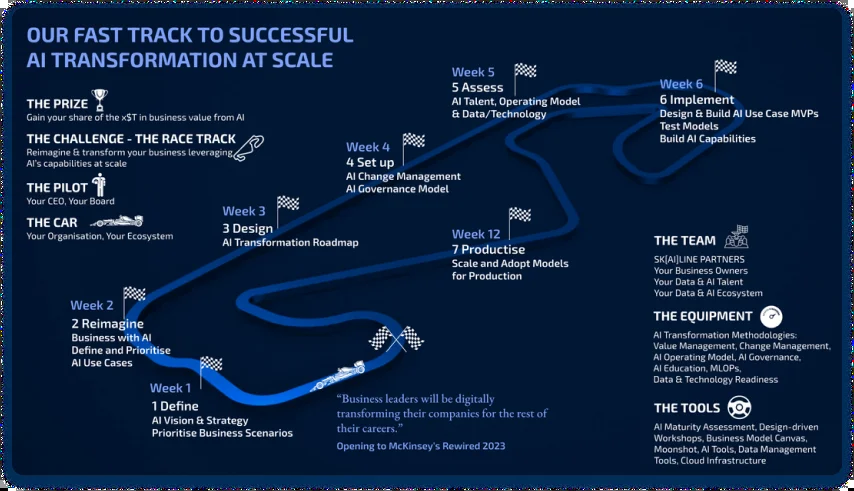 OUR FAST TRACK TO SUCCESSFUL
AI TRANSFORMATION AT SCALE
THE PRIZE
Gain your share of the x$T in business value from AI
THE CHALLENGE - THE RACE TRACK
Reimagine & transform your business leveraging
AI's capabilities at scale
THE PILOT
Your CEO, Your Board
THE CAR
Your Organisation, Your Ecosystem
Week 1
1 Define
AI Vision & Strategy
Prioritise Business Scenarios
Week 2
2 Reimagine
Business with AI
Define and Prioritise
AI Use Cases
Week 3
3 Design
AI Transformation Roadmap
Week 4
4 Set up
AI Change Management
AI Governance Model
Week 5
5 Assess
AI Talent, Operating Model
& Data/Technology
Week 6
6 Implement
Design & Build AI Use Case MVPs
Test Models
Build AI Capabilities
Week 12
7 Productise
Scale and Adopt Models
for Production
“Business leaders will be digitally
transforming their companies for the rest of
their careers.”
Opening to McKinsey's Rewired 2023
THE TEAM
SK[AI]LINE PARTNERS
Your Business Owners
Your Data & AI Talent
Your Data & AI Ecosystem
THE EQUIPMENT
AI Transformation Methodologies:
Value Management, Change Management,
AI Operating Model, AI Governance,
AI Education, MLOPs,
Data & Technology Readiness
THE TOOLS
AI Maturity Assessment, Design-driven
Workshops, Business Model Canvas,
Moonshot, AI Tools, Data Management
Tools, Cloud Infrastructure